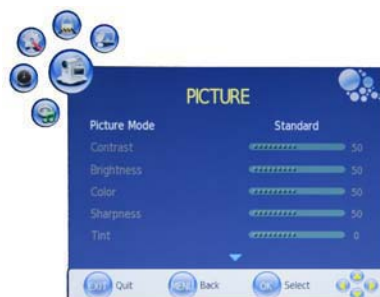 PICTURE
Picture Mode Standard
Contrast 50
Brightness 50
Color 50
Sharpness 50
Tint 0
EXIT Quit MENU Back OK Select